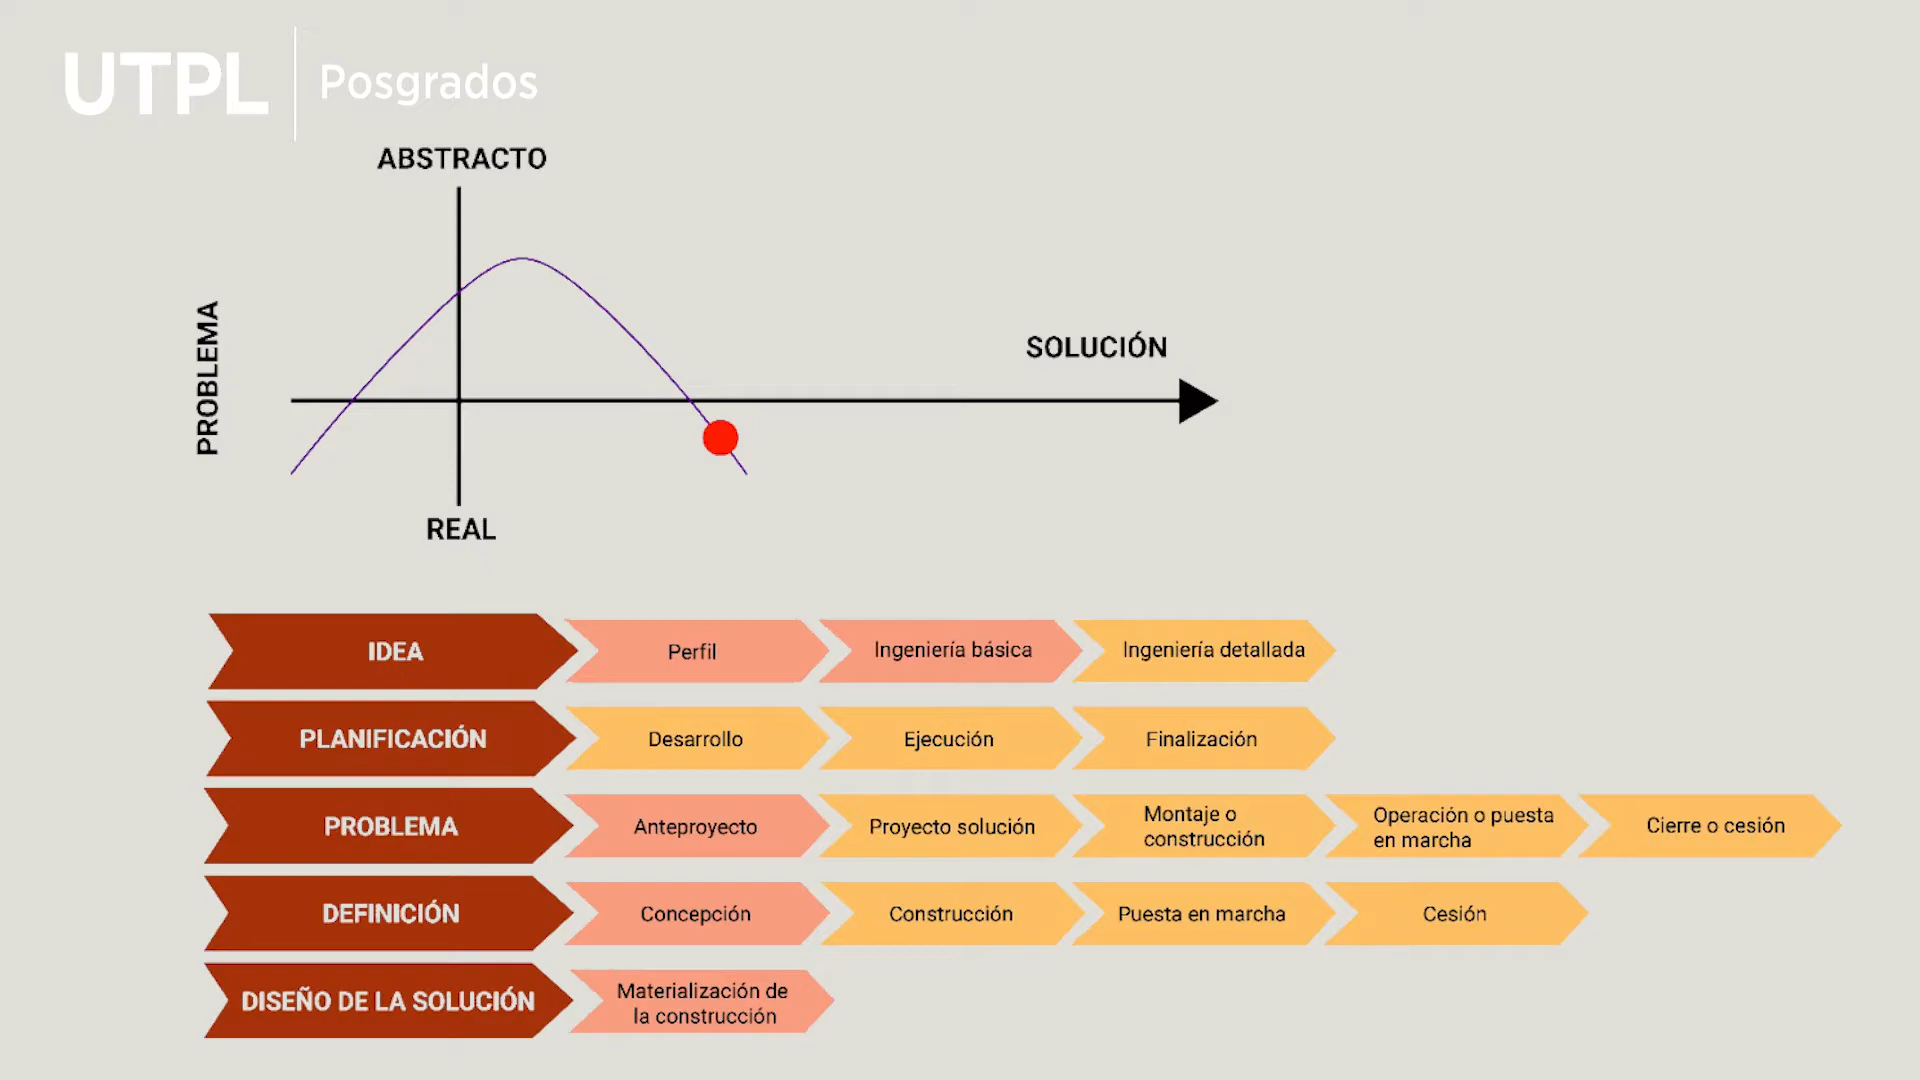 UTPL Posgrados
ABSTRACTO
PROBLEMA
SOLUCIÓN
REAL
IDEA
Perfil
Ingeniería básica
Ingeniería detallada
PLANIFICACIÓN
Desarrollo
Ejecución
Finalización
PROBLEMA
Anteproyecto
Proyecto solución
Montaje o
construcción
Operación o puesta
en marcha
Cierre o cesión
DEFINICIÓN
Concepción
Construcción
Puesta en marcha
Cesión
DISEÑO DE LA SOLUCIÓN
Materialización de
la construcción